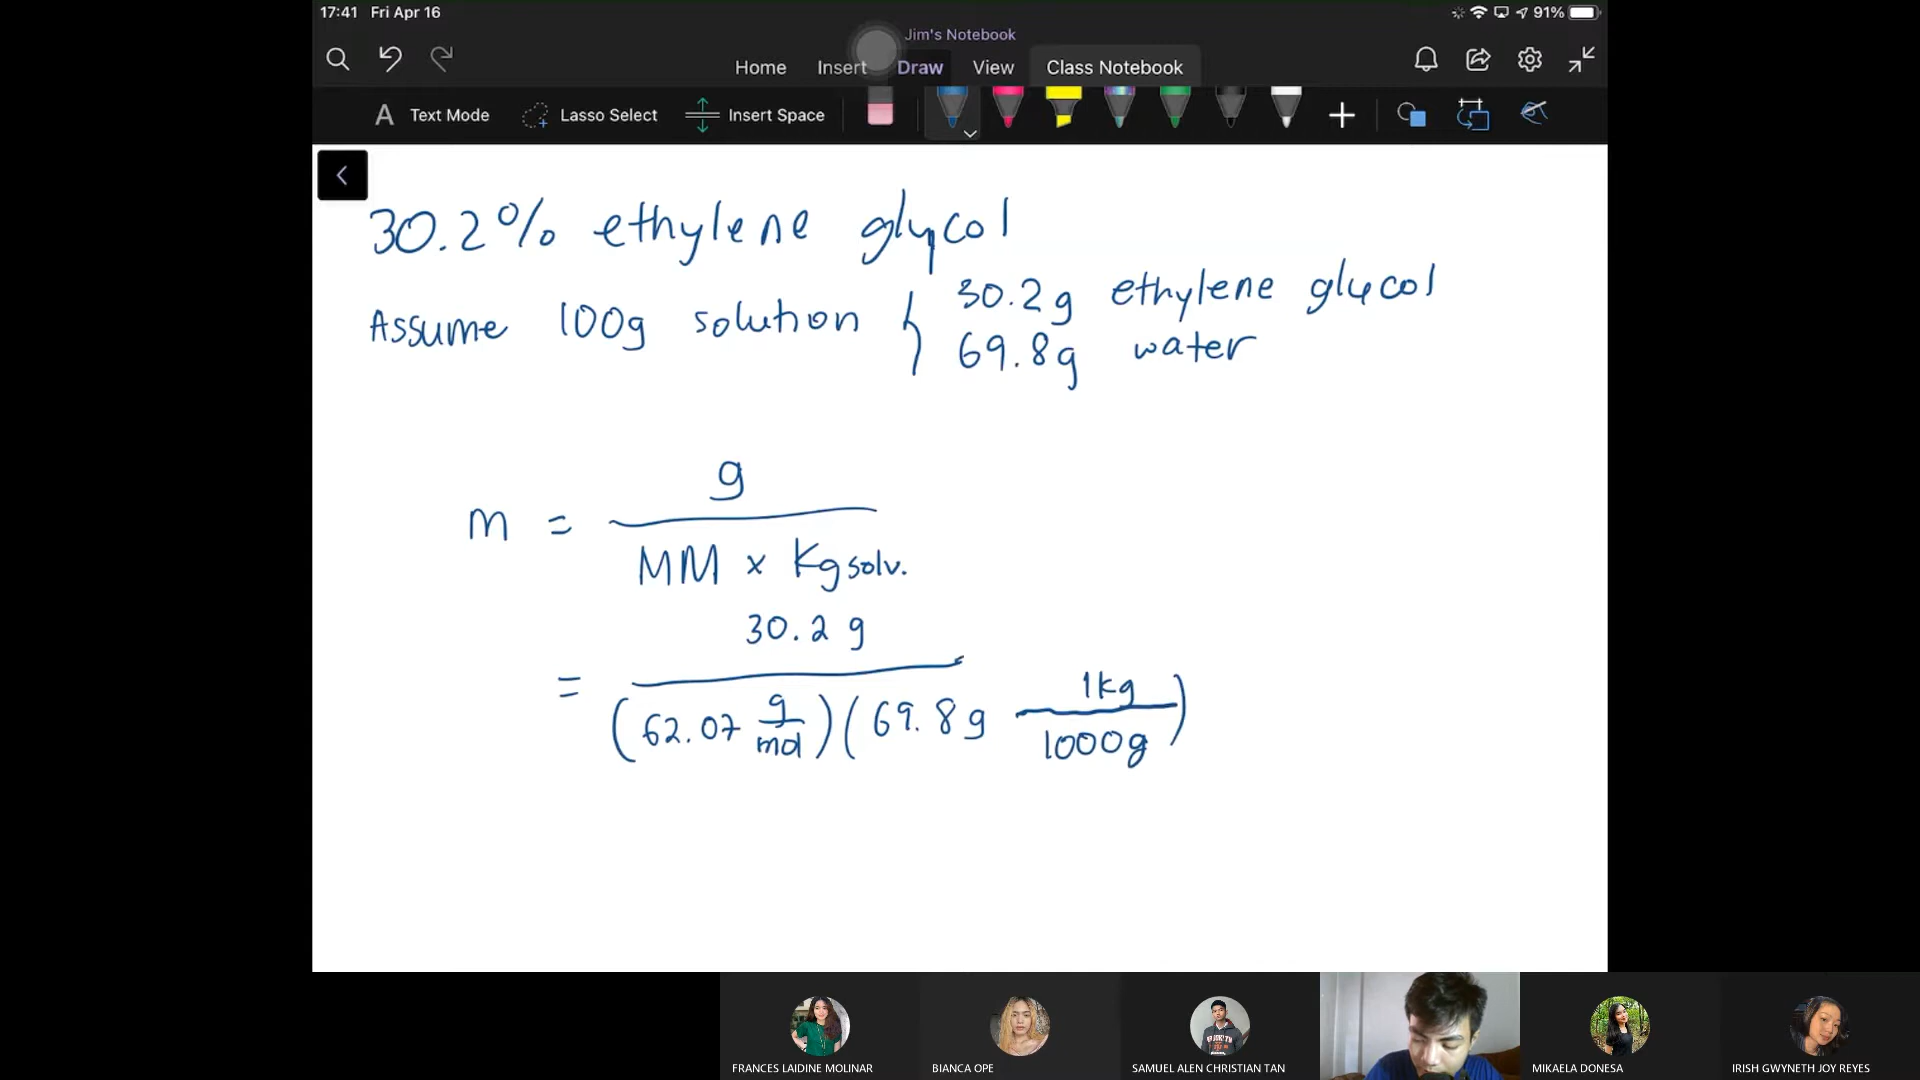 17:41 Fri Apr 16
91%
Jim's Notebook
Home Insert Draw View Class Notebook
A Text Mode Lasso Select Insert Space
30.2% ethylene glycol
Assume 100g solution { 30.2g ethylene glycol
69.8g water
m = g
MM x Kg solv.
= 30.2 g
(62.07 g/mol)(69.8g 1kg/1000g)
FRANCES LAIDINE MOLINAR
BIANCA OPE
SAMUEL ALEN CHRISTIAN TAN
MIKAELA DONESA
IRISH GWYNETH JOY REYES